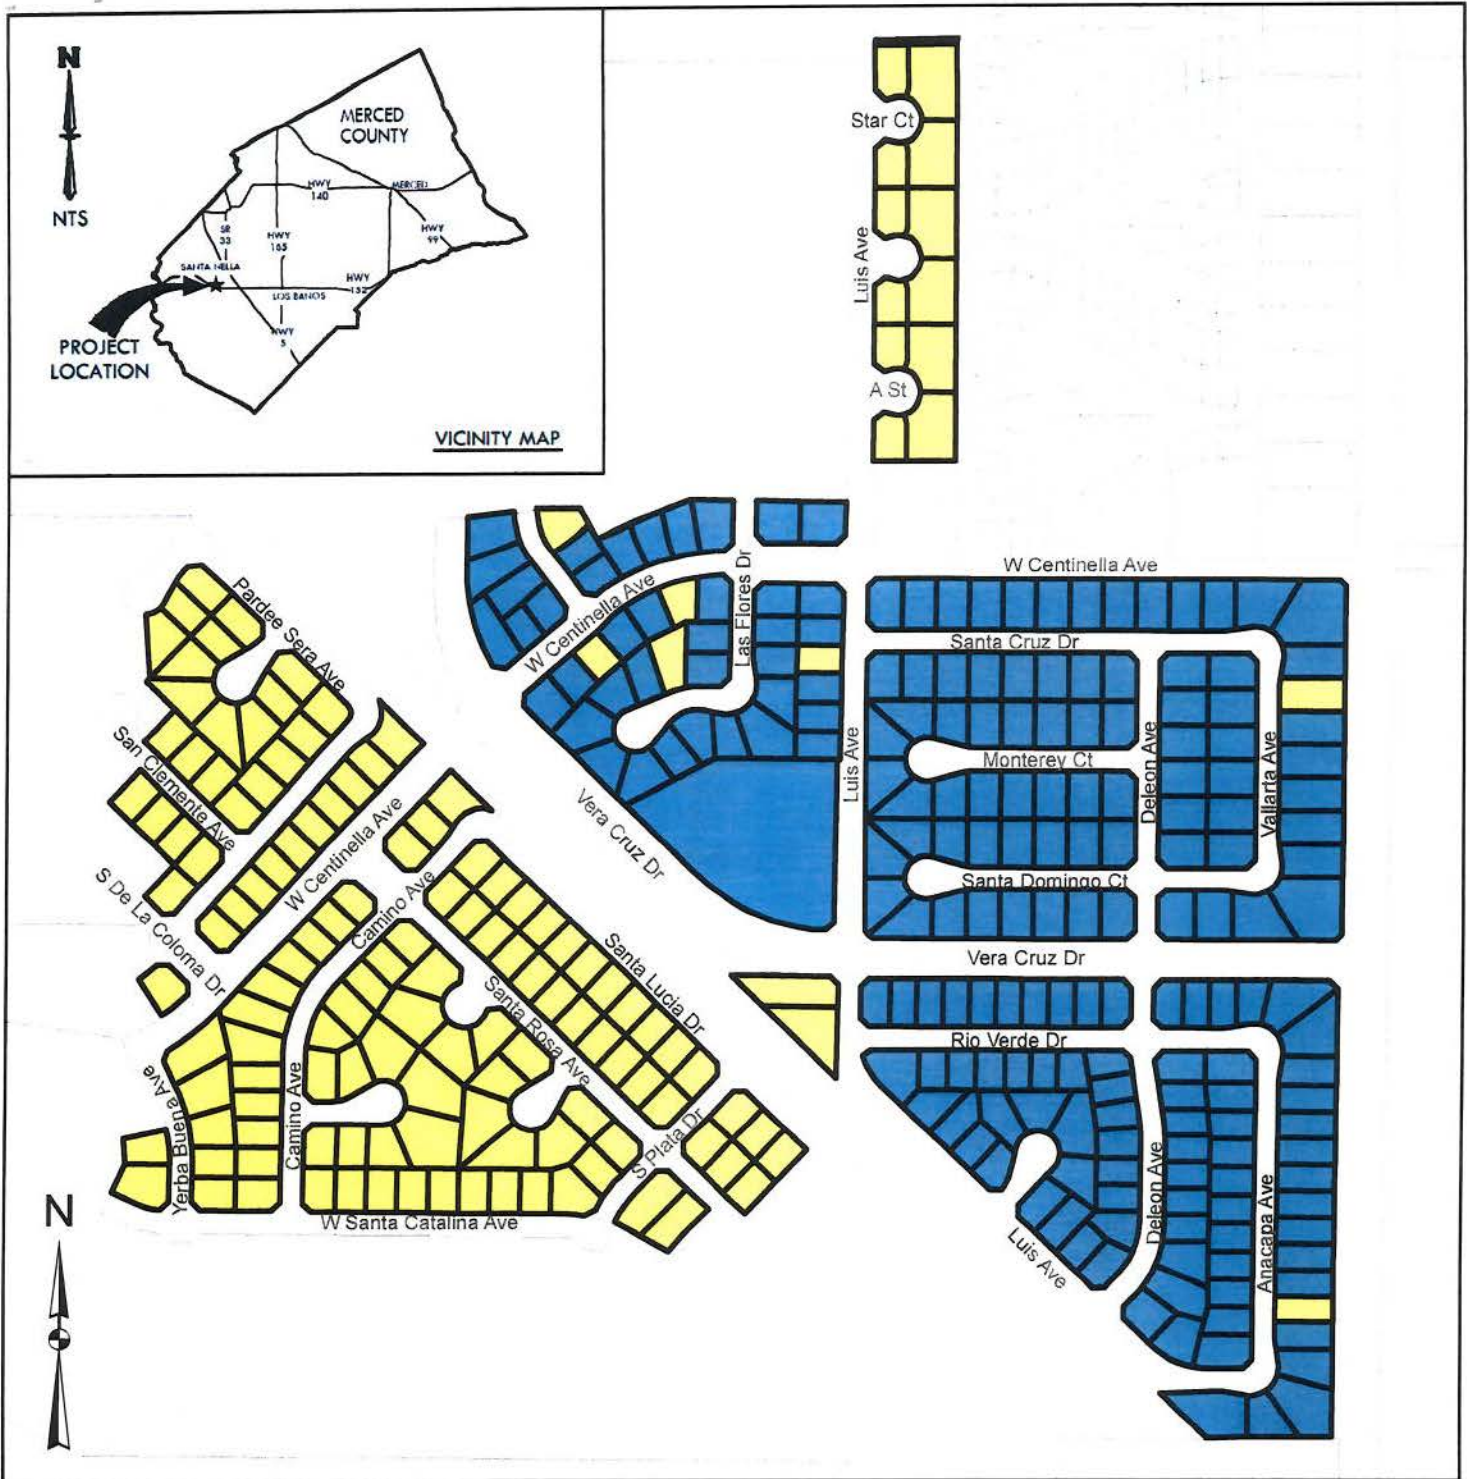 N
NTS
MERCED
COUNTY
HWY
140
MERCED
SR
33
HWY
165
HWY
99
SANTA NELLA
HWY
152
LOS BANOS
HWY
5
PROJECT
LOCATION
VICINITY MAP
Star Ct
Luis Ave
A St
W Centinella Ave
Las Flores Dr
W Centinella Ave
Santa Cruz Dr
Pardee Sera Ave
San Clemente Ave
W Centinella Ave
S De La Coloma Dr
Camino Ave
Vera Cruz Dr
Luis Ave
Monterey Ct
Deleon Ave
Vallarta Ave
Santa Domingo Ct
Vera Cruz Dr
Santa Lucia Dr
Santa Rosa Ave
Rio Verde Dr
Yerba Buena Ave
Camino Ave
S Plata Dr
W Santa Catalina Ave
Deleon Ave
Anacapa Ave
Luis Ave
N